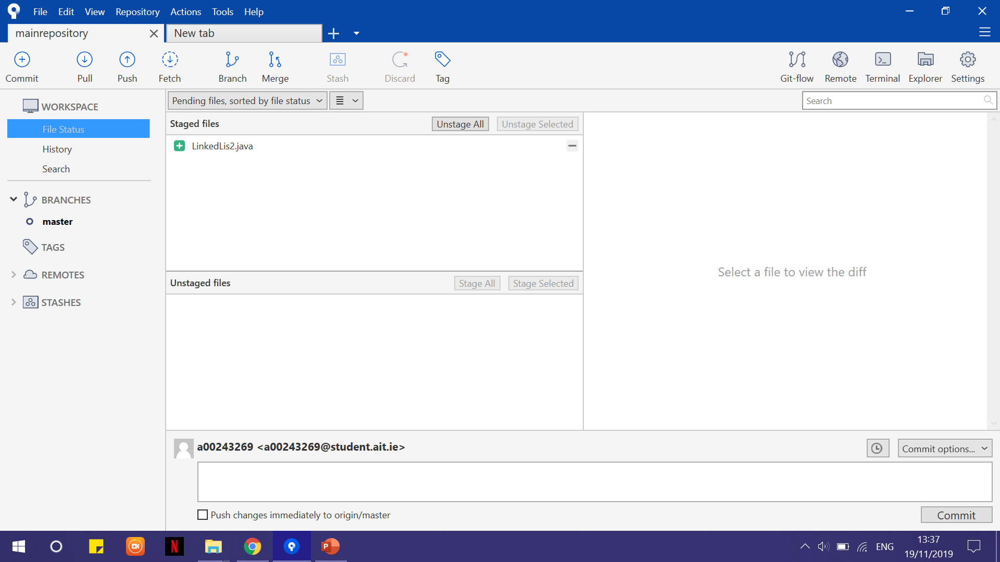 File Edit View Repository Actions Tools Help
mainrepository New tab
Commit Pull Push Fetch Branch Merge Stash Discard Tag Git-flow Remote Terminal Explorer Settings
WORKSPACE
File Status
History
Search
BRANCHES
master
TAGS
REMOTES
STASHES
Pending files, sorted by file status Search
Staged files Unstage All Unstage Selected
LinkedLis2.java
Unstaged files Stage All Stage Selected
Select a file to view the diff
a00243269 <a00243269@student.ait.ie> Commit options...
Push changes immediately to origin/master Commit
N P ENG 13:37
19/11/2019